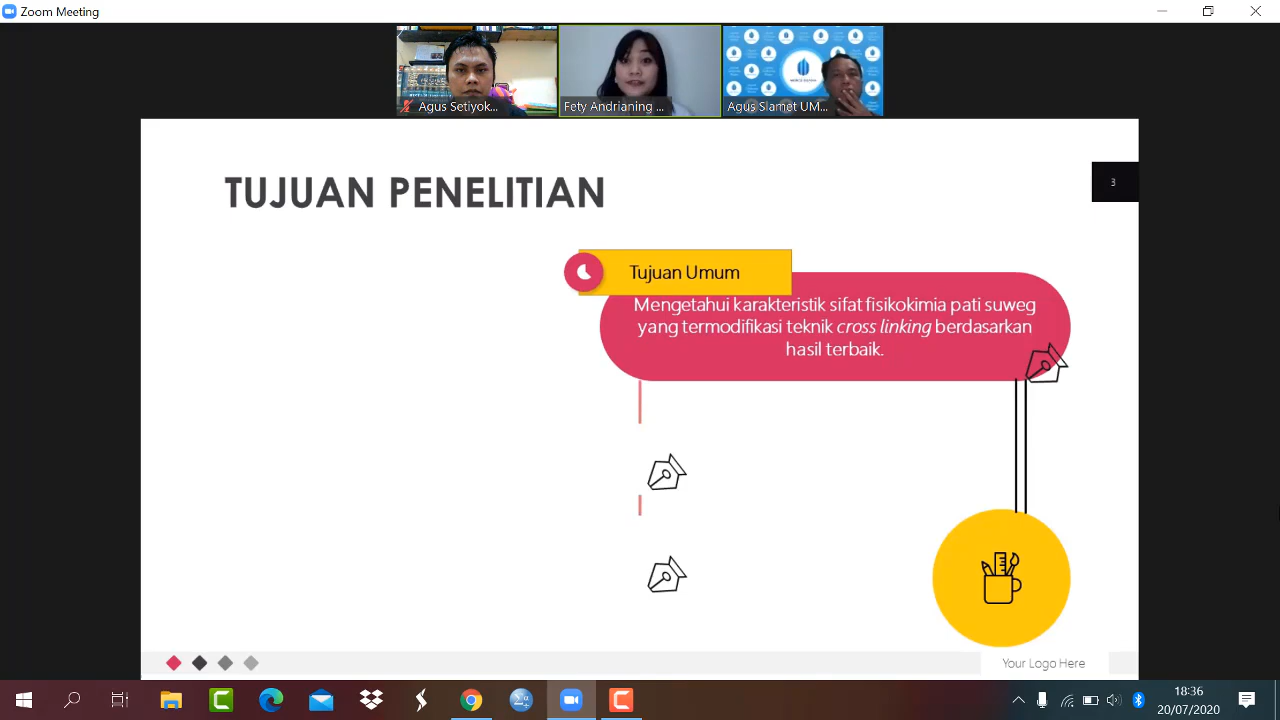 Zoom Meeting
Agus Setiyok...
Fety Andrianing ...
Agus Slamet UM...
TUJUAN PENELITIAN
3
Tujuan Umum
Mengetahui karakteristik sifat fisikokimia pati suweg
yang termodifikasi teknik cross linking berdasarkan
hasil terbaik.
Your Logo Here
18:36
20/07/2020